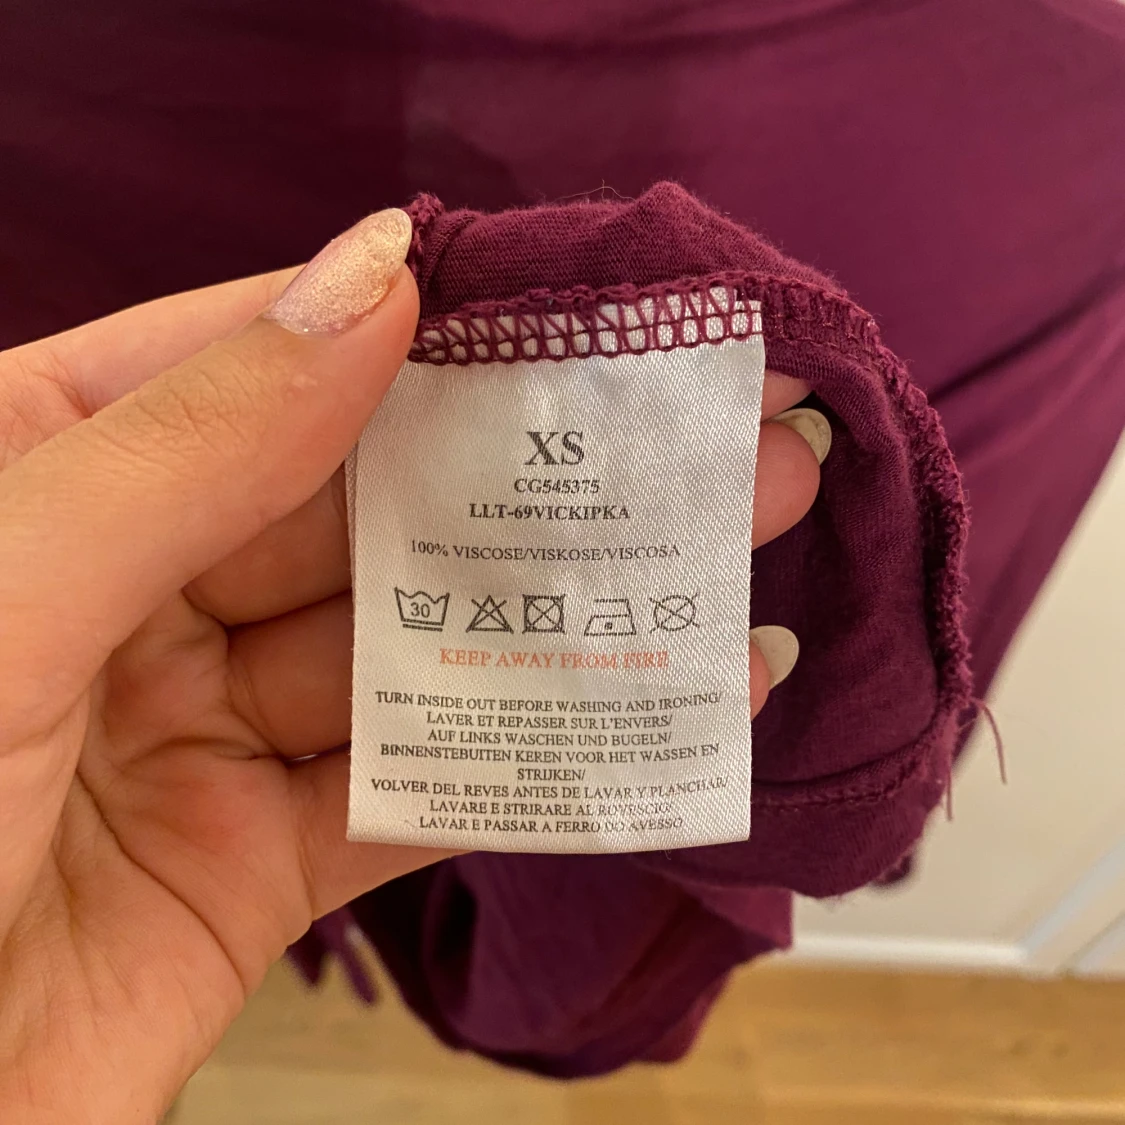 XS
CG545375
LLT-69VICKIPKA
100% VISCOSE/VISKOSE/VISCOSA
30
KEEP AWAY FROM FIRE
TURN INSIDE OUT BEFORE WASHING AND IRONING/
LAVER ET REPASSER SUR L'ENVERS/
AUF LINKS WASCHEN UND BUGELN/
BINNENSTEBUITEN KEREN VOOR HET WASSEN EN
STRIJKEN/
VOLVER DEL REVES ANTES DE LAVAR Y PLANCHAR/
LAVARE E STRIRARE AL ROVESCIO/
LAVAR E PASSAR A FERRO DO AVESSO